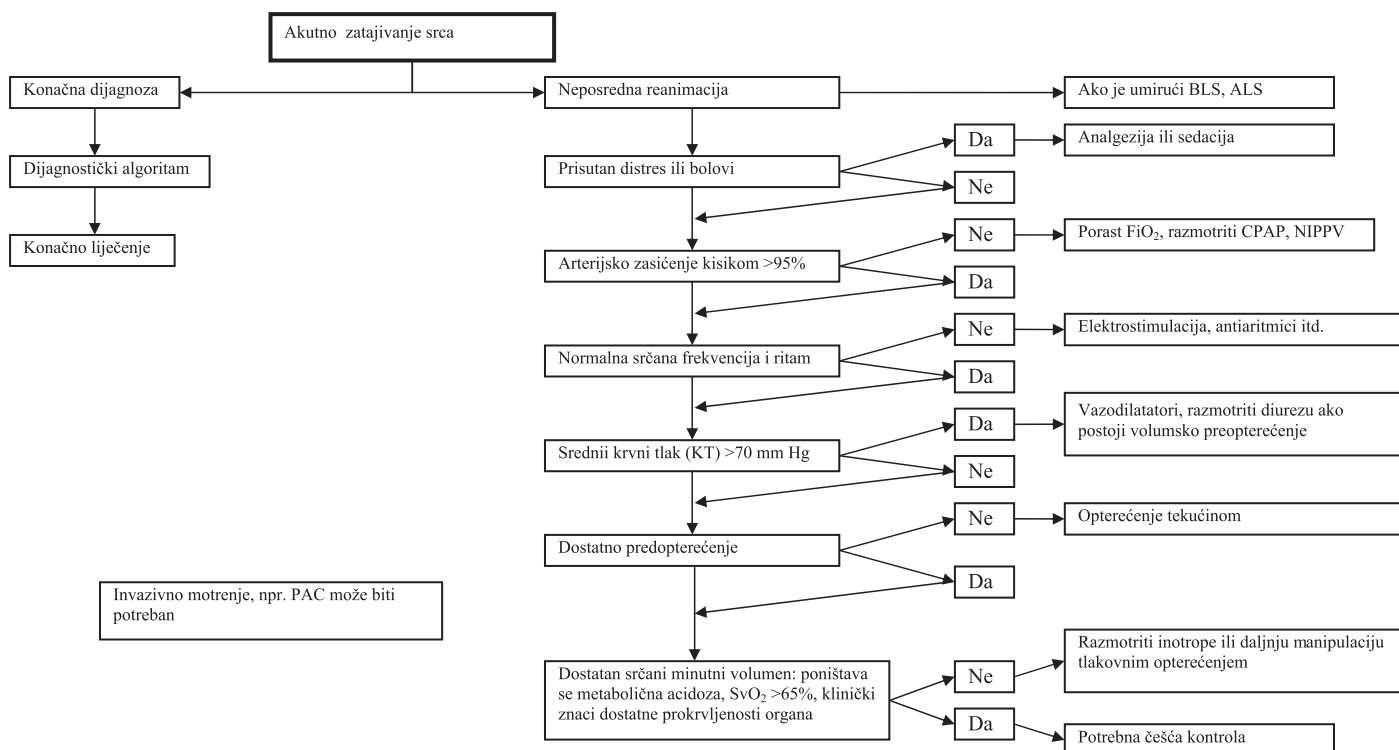 Akutno zatajivanje srca
Konačna dijagnoza
Neposredna reanimacija
Ako je umirući BLS, ALS
Da
Analgezija ili sedacija
Dijagnostički algoritam
Prisutan distres ili bolovi
Ne
Konačno liječenje
Ne
Porast FiO₂, razmotriti CPAP, NIPPV
Arterijsko zasićenje kisikom >95%
Da
Ne
Elektrostimulacija, antiaritmici itd.
Normalna srčana frekvencija i ritam
Da
Da
Vazodilatatori, razmotriti diurezu ako
postoji volumsko preopterećenje
Srednii krvni tlak (KT) >70 mm Hg
Ne
Ne
Opterećenje tekućinom
Dostatno predopterećenje
Da
Invazivno motrenje, npr. PAC može biti
potreban
Dostatan srčani minutni volumen: poništava
se metabolična acidoza, SvO₂ >65%, klinički
znaci dostatne prokrvljenosti organa
Ne
Razmotriti inotrope ili daljnju manipulaciju
tlakovnim opterećenjem
Da
Potrebna češća kontrola